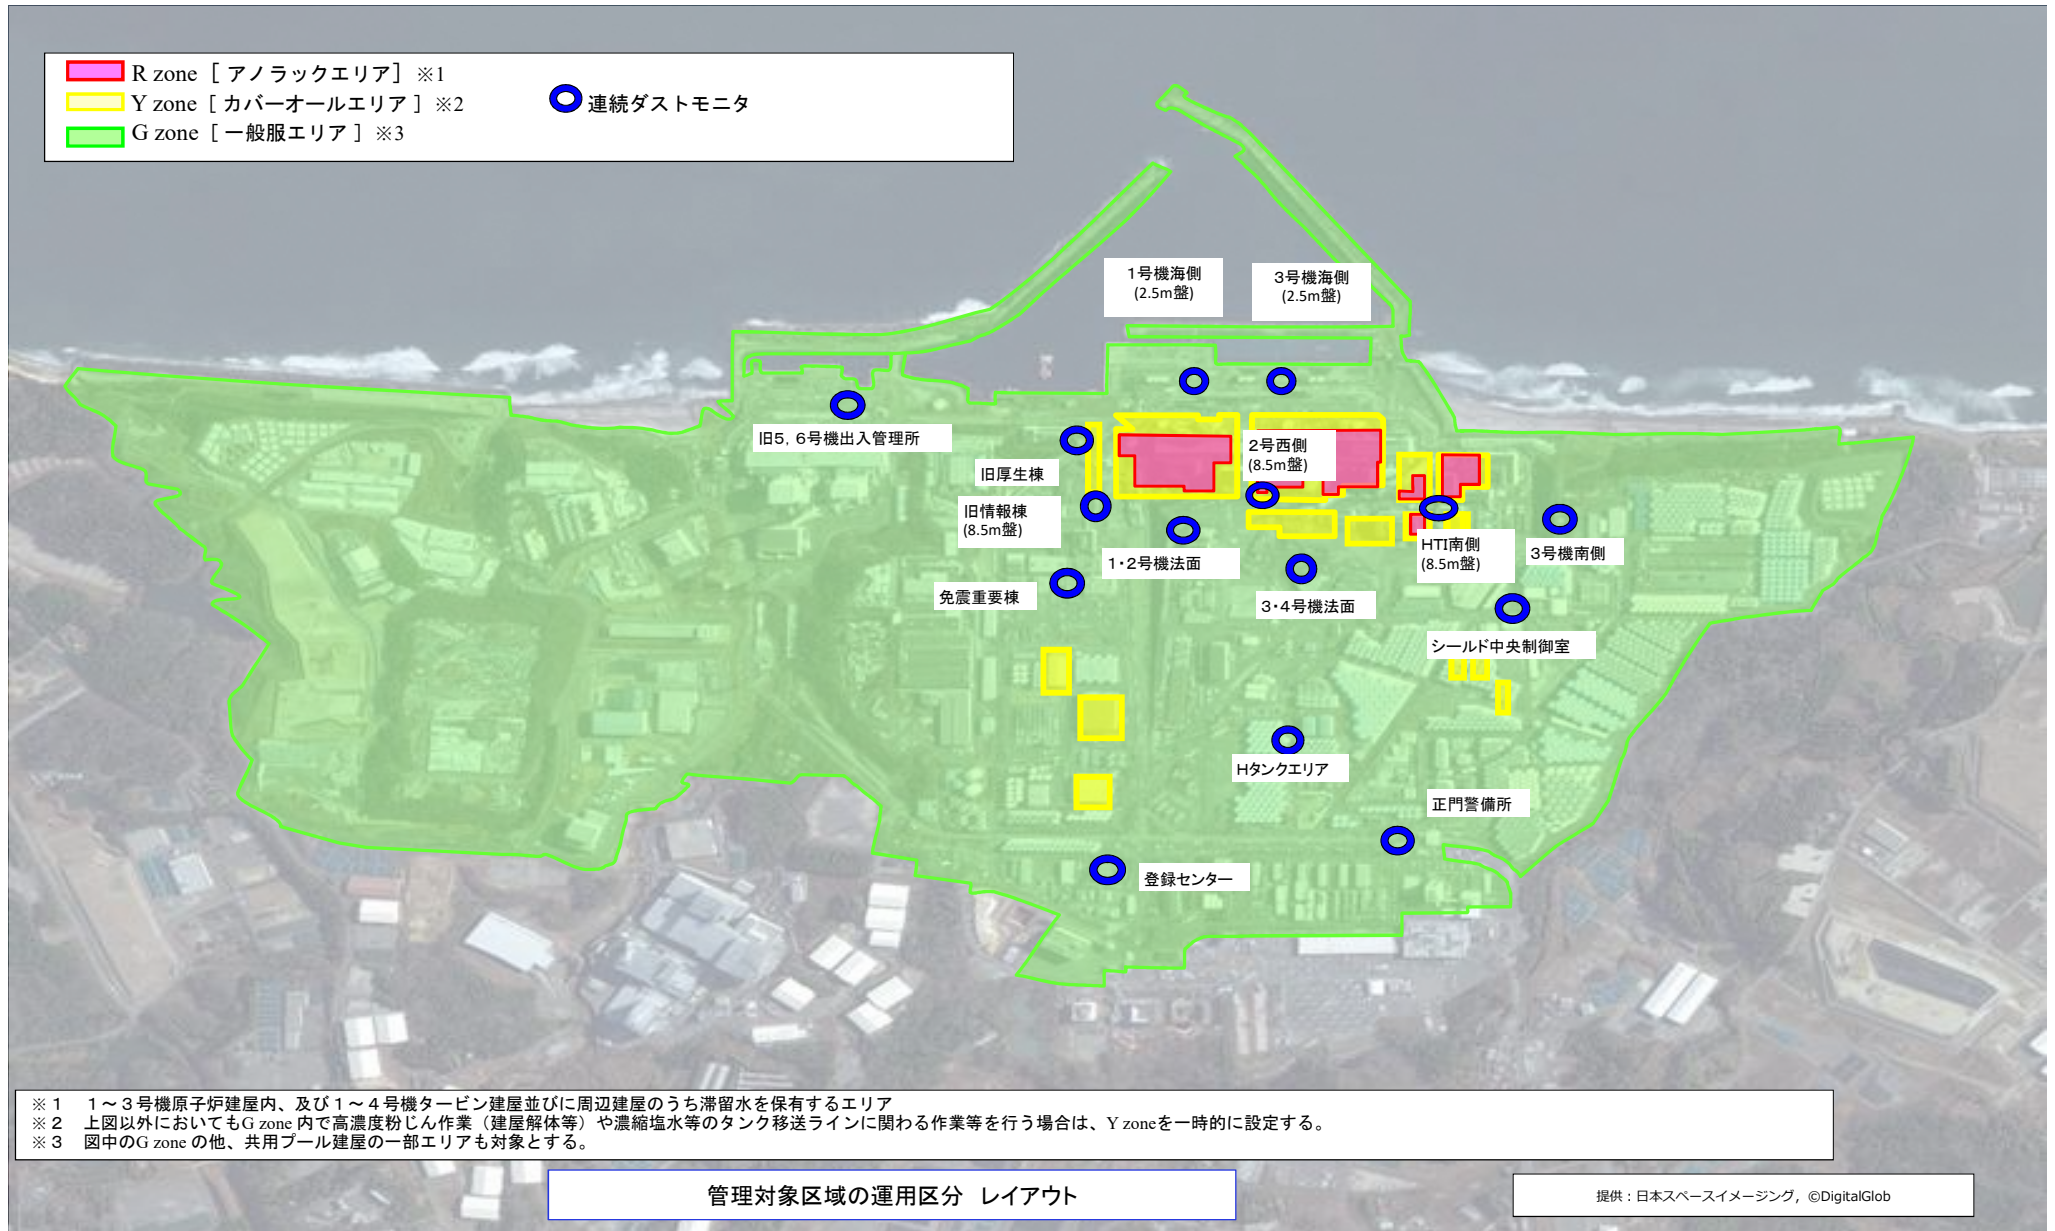 R zone［ アノラックエリア］※1
Y zone［ カバーオールエリア ］※2
G zone［ 一般服エリア ］※3
連続ダストモニタ
1号機海側
(2.5m盤)
3号機海側
(2.5m盤)
旧5，6号機出入管理所
旧厚生棟
2号西側
(8.5m盤)
旧情報棟
(8.5m盤)
1・2号機法面
HTI南側
(8.5m盤)
3号機南側
免震重要棟
3・4号機法面
シールド中央制御室
Hタンクエリア
正門警備所
登録センター
※１　１～３号機原子炉建屋内、及び１～４号機タービン建屋並びに周辺建屋のうち滞留水を保有するエリア
※２　上図以外においてもG zone 内で高濃度粉じん作業（建屋解体等）や濃縮塩水等のタンク移送ラインに関わる作業等を行う場合は、Y zoneを一時的に設定する。
※３　図中のG zone の他、共用プール建屋の一部エリアも対象とする。
管理対象区域の運用区分 レイアウト
提供：日本スペースイメージング，©DigitalGlob